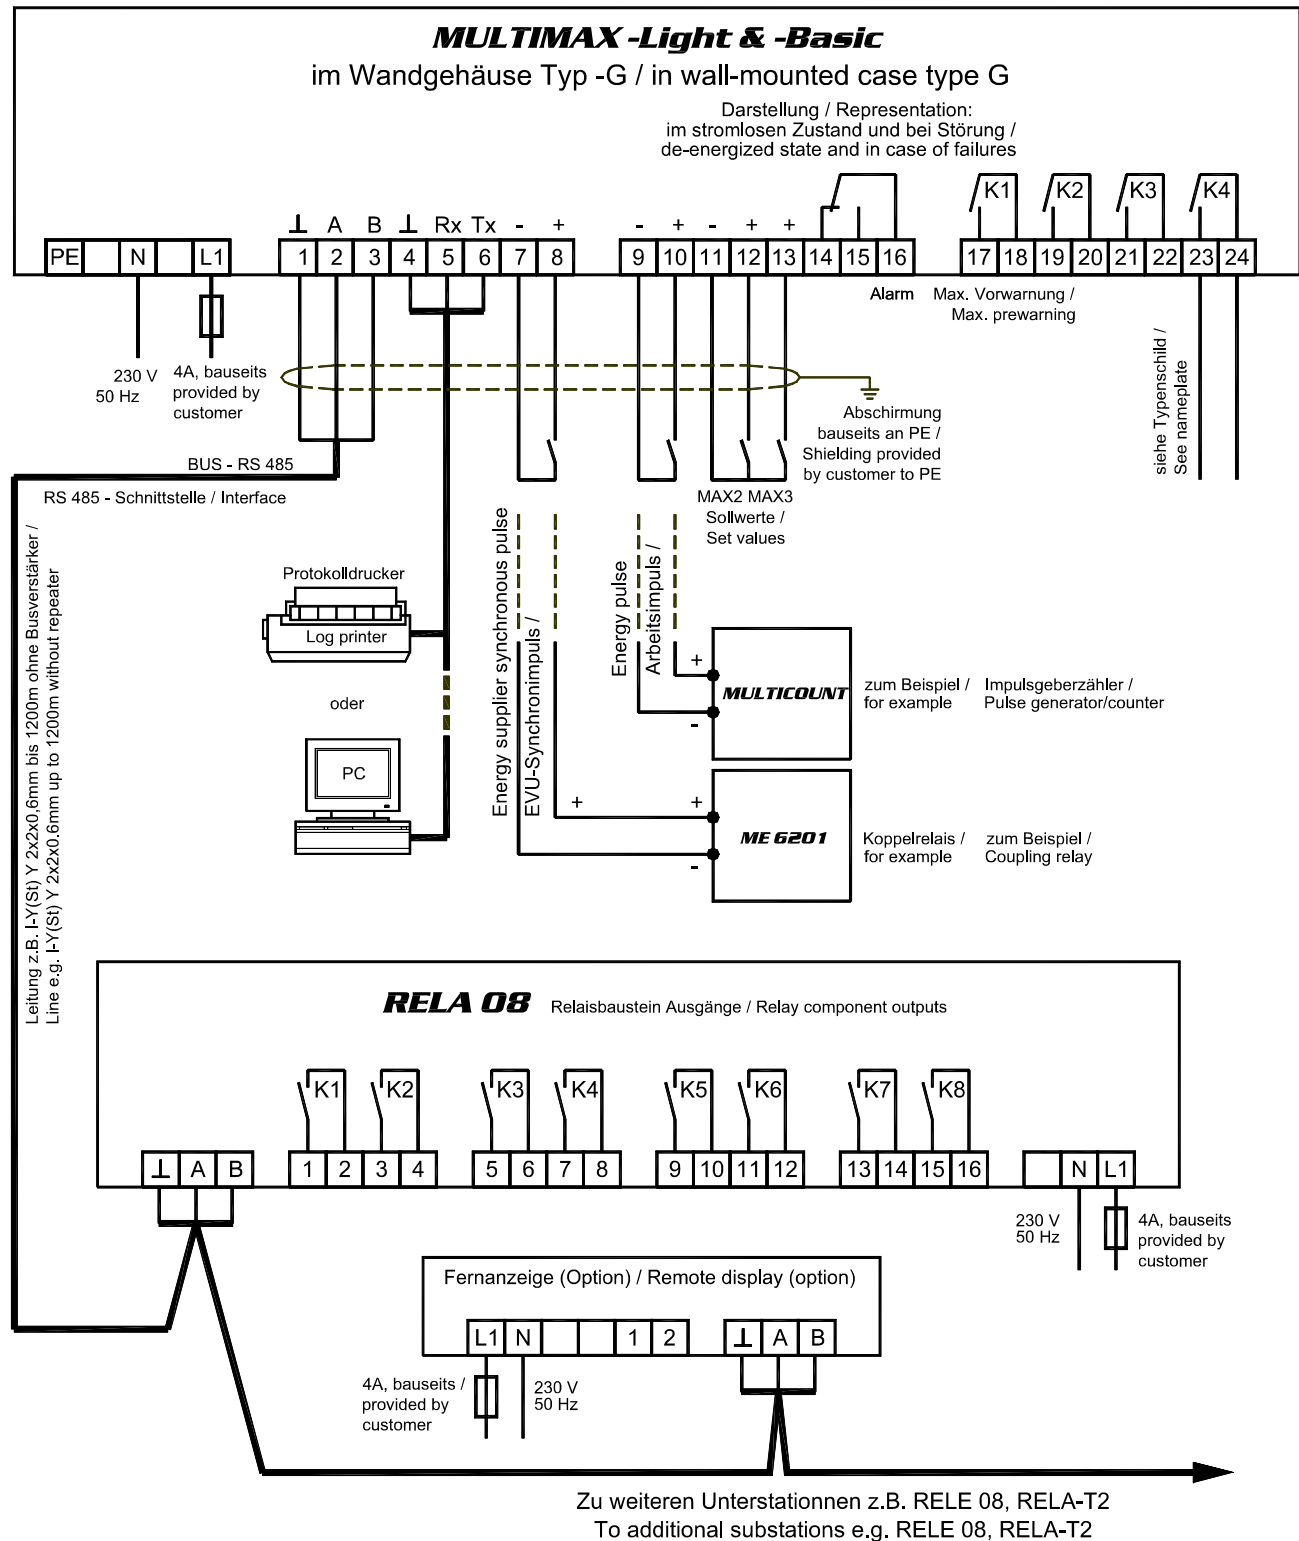 MULTIMAX -Light & -Basic
im Wandgehäuse Typ -G / in wall-mounted case type G
Darstellung / Representation:
im stromlosen Zustand und bei Störung /
de-energized state and in case of failures
K1 K2 K3 K4
⊥ A B ⊥ Rx Tx - + - + - + +
PE N L1 1 2 3 4 5 6 7 8 9 10 11 12 13 14 15 16 17 18 19 20 21 22 23 24
Alarm
Max. Vorwarnung /
Max. prewarning
230 V
50 Hz
4A, bauseits
provided by
customer
Abschirmung
bauseits an PE /
Shielding provided
by customer to PE
siehe Typenschild /
See nameplate
BUS - RS 485
RS 485 - Schnittstelle / Interface
MAX2 MAX3
Sollwerte /
Set values
Leitung z.B. I-Y(St) Y 2x2x0,6mm bis 1200m ohne Busverstärker /
Line e.g. I-Y(St) Y 2x2x0.6mm up to 1200m without repeater
Protokolldrucker
Log printer
oder
PC
Energy supplier synchronous pulse
EVU-Synchronimpuls /
Energy pulse
Arbeitsimpuls /
+
MULTICOUNT
-
zum Beispiel /
for example
Impulsgeberzähler /
Pulse generator/counter
+ +
ME 6201
-
Koppelrelais /
for example
zum Beispiel /
Coupling relay
RELA 08 Relaisbaustein Ausgänge / Relay component outputs
K1 K2 K3 K4 K5 K6 K7 K8
⊥ A B 1 2 3 4 5 6 7 8 9 10 11 12 13 14 15 16 N L1
230 V
50 Hz
4A, bauseits
provided by
customer
Fernanzeige (Option) / Remote display (option)
L1 N 1 2 ⊥ A B
4A, bauseits /
provided by
customer
230 V
50 Hz
Zu weiteren Unterstationnen z.B. RELE 08, RELA-T2
To additional substations e.g. RELE 08, RELA-T2